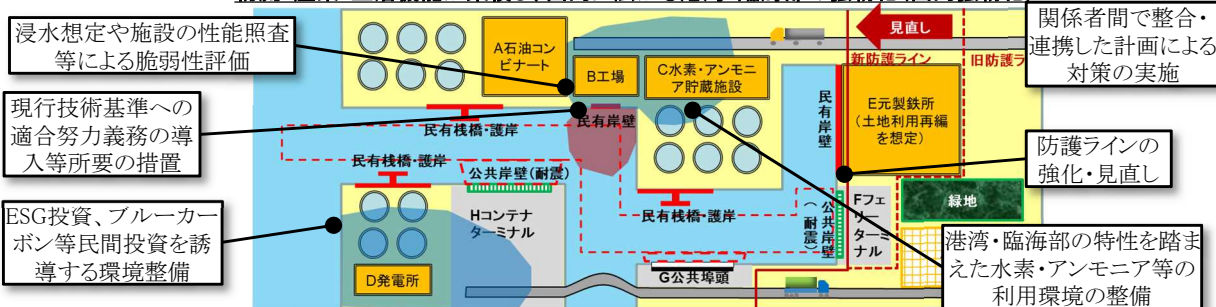 浸水想定や施設の性能照査
等による脆弱性評価
現行技術基準への
適合努力義務の導
入等所要の措置
ESG投資、ブルーカー
ボン等民間投資を誘
導する環境整備
A石油コン
ビナート
B工場
C水素・アンモニ
ア貯蔵施設
見直し
新防護ライン
旧防護ラ
関係者間で整合・
連携した計画による
対策の実施
E元製鉄所
(土地利用再編
を想定)
民有岸壁
民有桟橋・護岸
民有岸壁
防護ラインの
強化・見直し
民有桟橋・護岸
公共岸壁(耐震)
Hコンテナ
ターミナル
民有桟橋・護岸
公共岸壁
(耐震)
Fフェ
リー
ターミ
ナル
緑地
D発電所
G公共埠頭
港湾・臨海部の特性を踏ま
えた水素・アンモニア等の
利用環境の整備